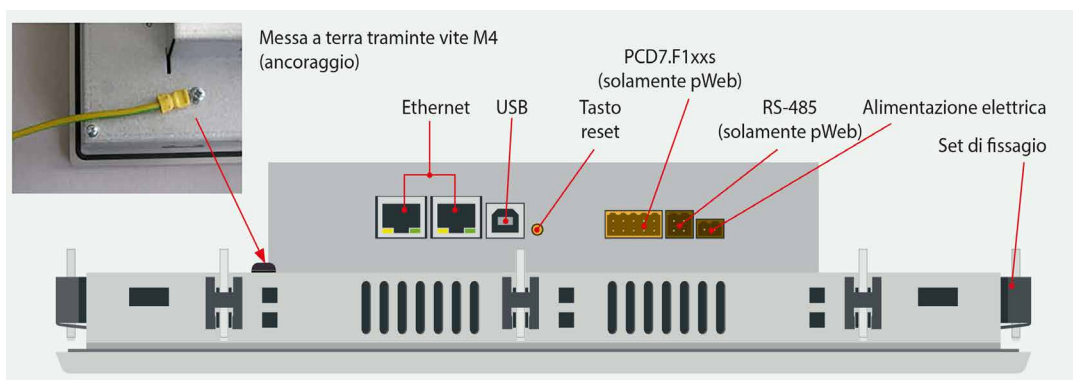 Messa a terra traminte vite M4
(ancoraggio)
Ethernet
USB
Tasto
reset
PCD7.F1xxs
(solamente pWeb)
RS-485
(solamente pWeb)
Alimentazione elettrica
Set di fissagio